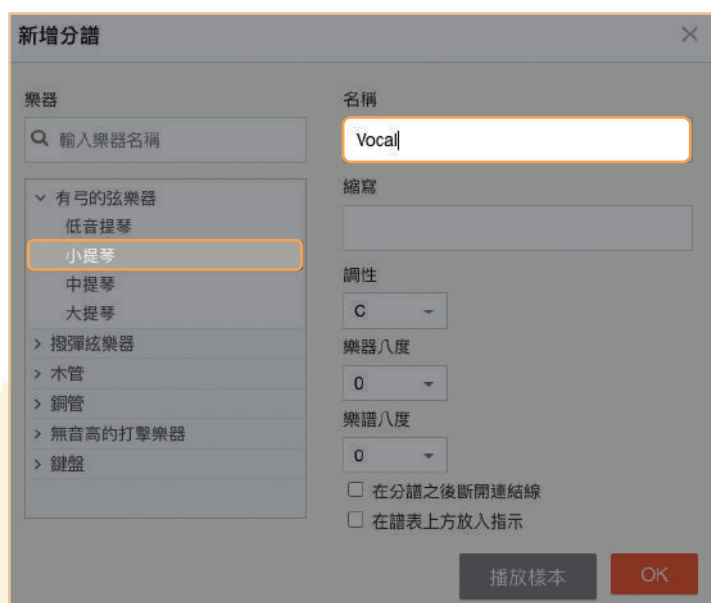 新增分譜
樂器
輸入樂器名稱
有弓的弦樂器
低音提琴
小提琴
中提琴
大提琴
撥彈絃樂器
木管
銅管
無音高的打擊樂器
鍵盤
名稱
Vocal
縮寫
調性
C
樂器八度
0
樂譜八度
0
在分譜之後斷開連結線
在譜表上方放入指示
播放樣本
OK